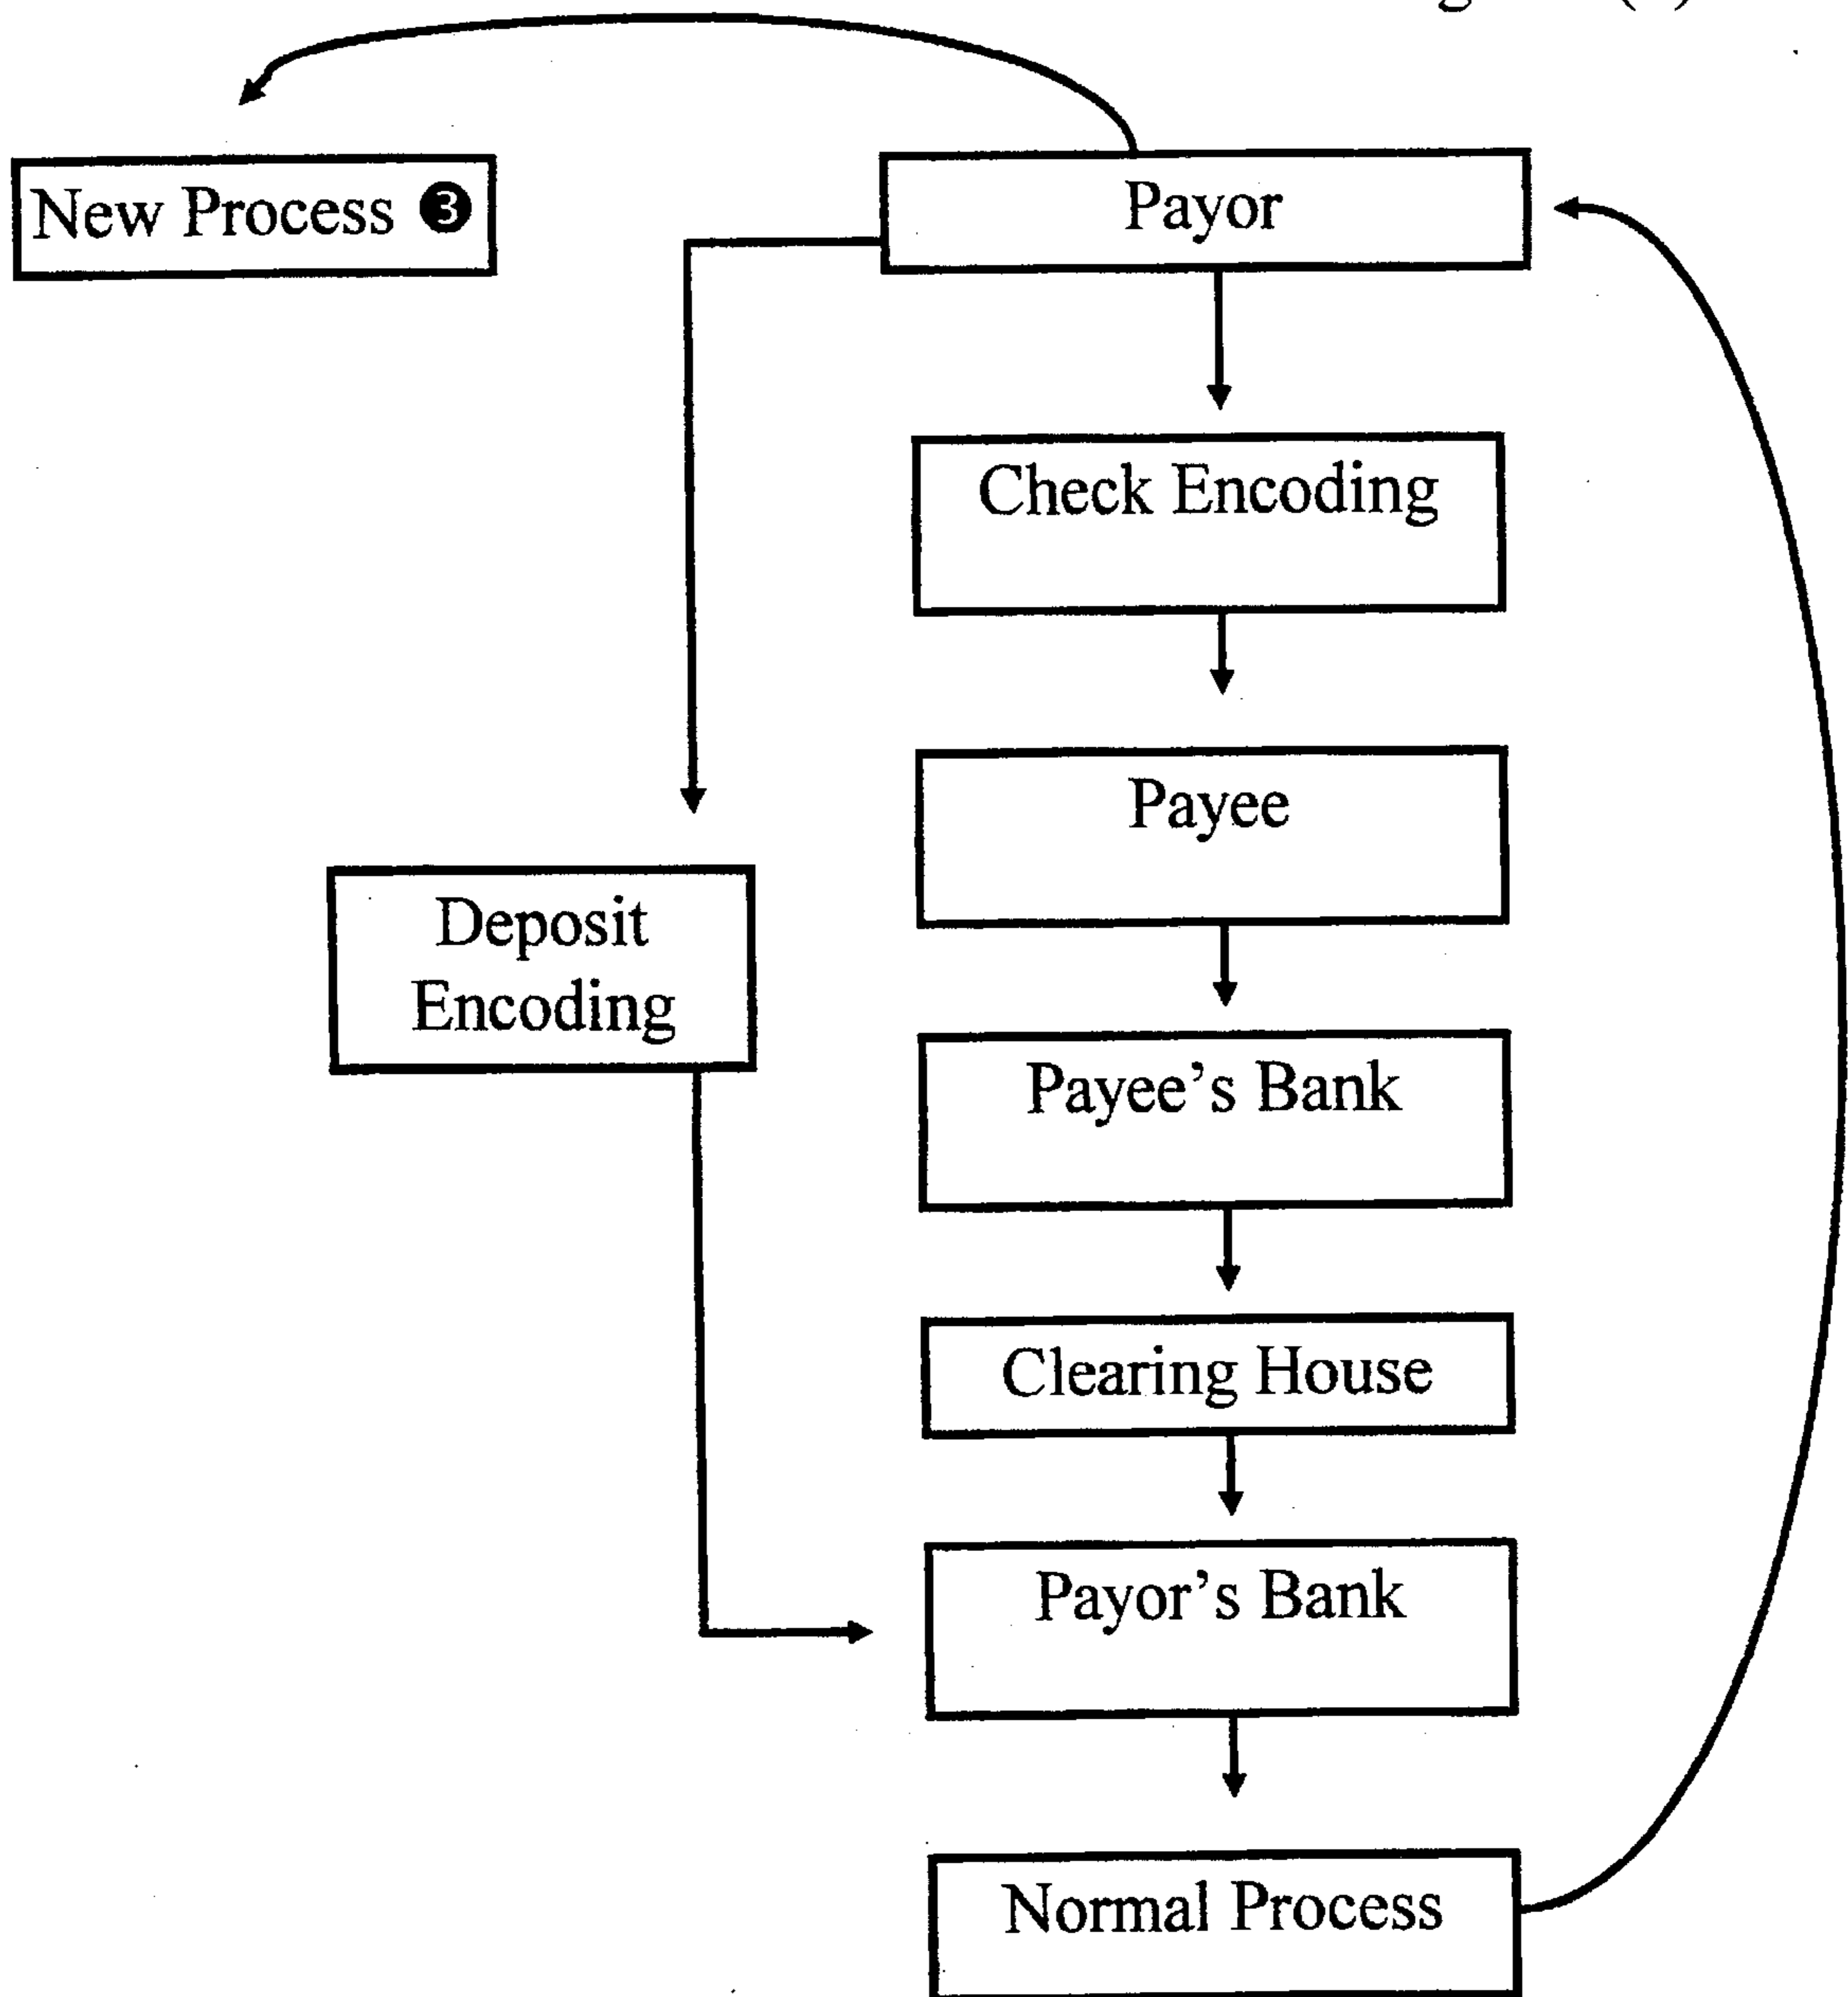 New Process ❸
Payor
Check Encoding
Payee
Deposit
Encoding
Payee’s Bank
Clearing House
Payor’s Bank
Normal Process